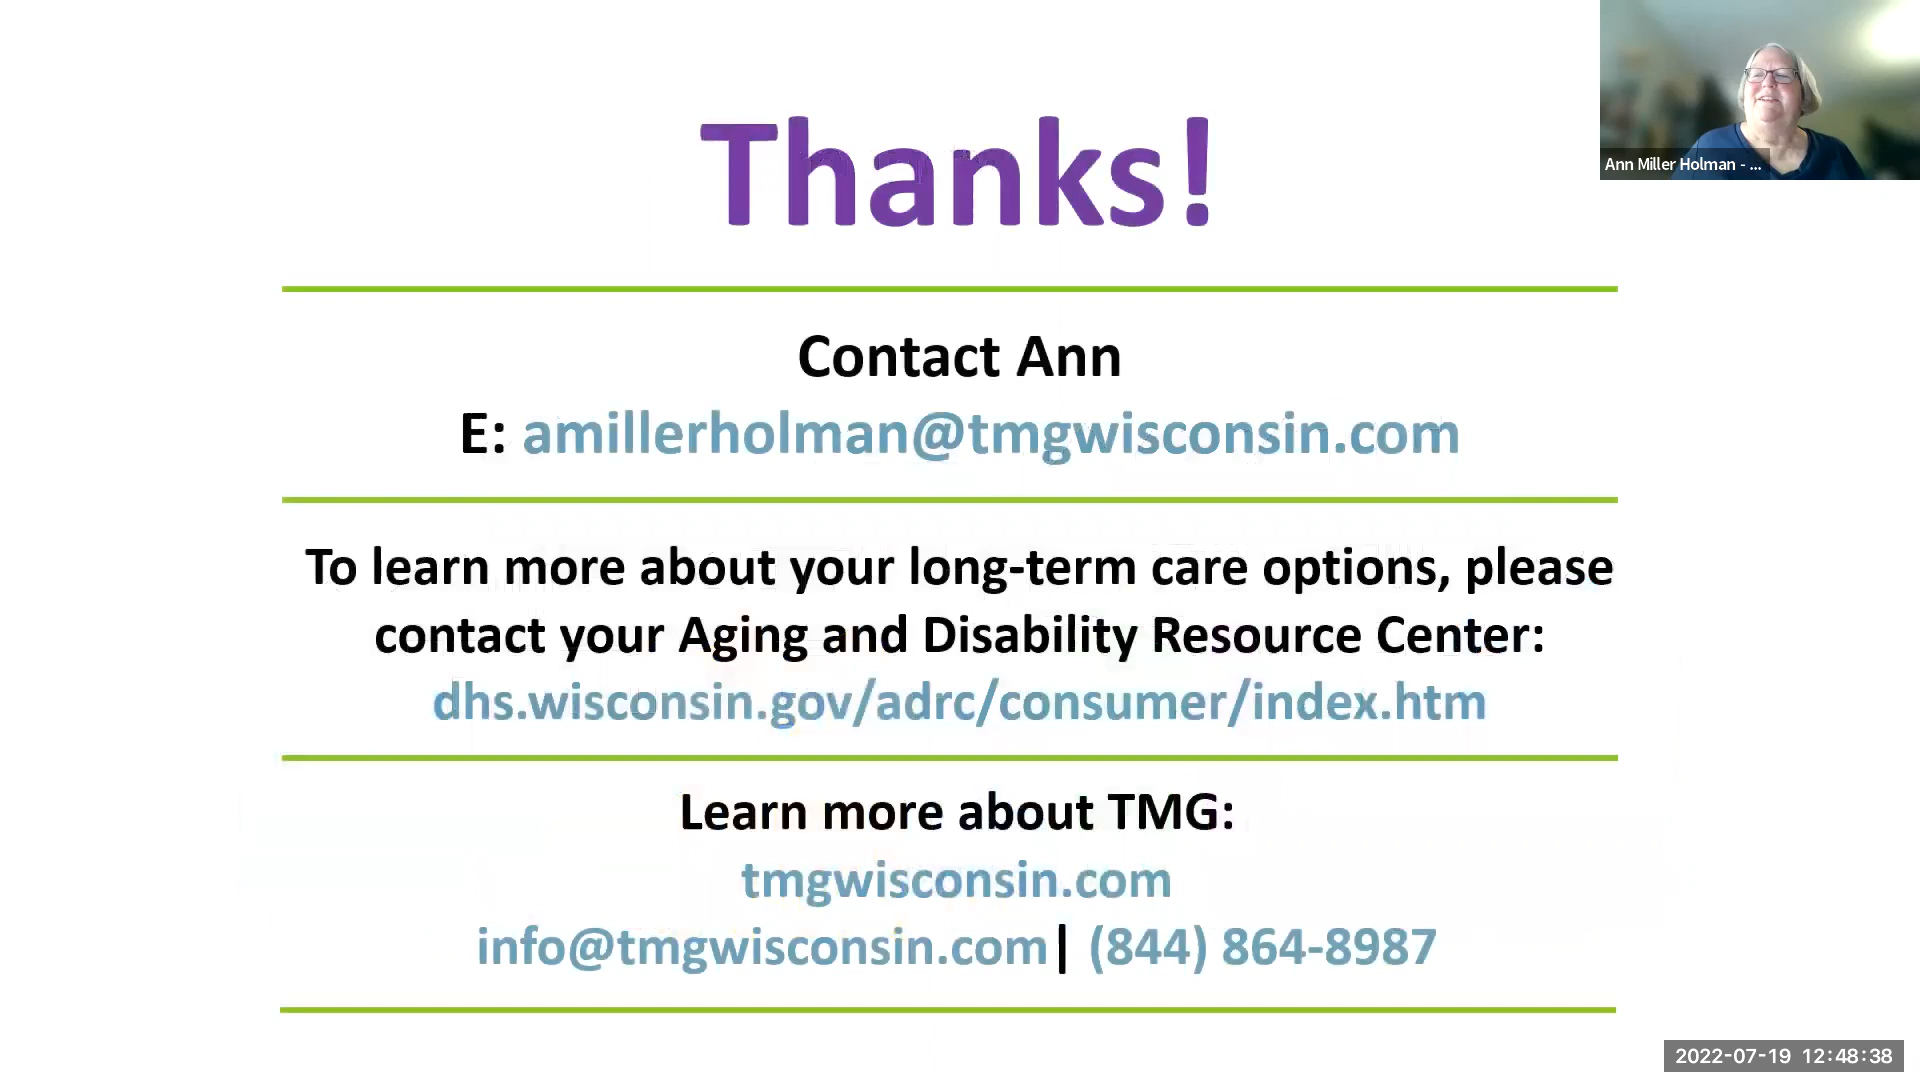 Thanks!
Ann Miller Holman - ...
Contact Ann
E: amillerholman@tmgwisconsin.com
To learn more about your long-term care options, please
contact your Aging and Disability Resource Center:
dhs.wisconsin.gov/adrc/consumer/index.htm
Learn more about TMG:
tmgwisconsin.com
info@tmgwisconsin.com| (844) 864-8987
2022-07-19 12:48:38